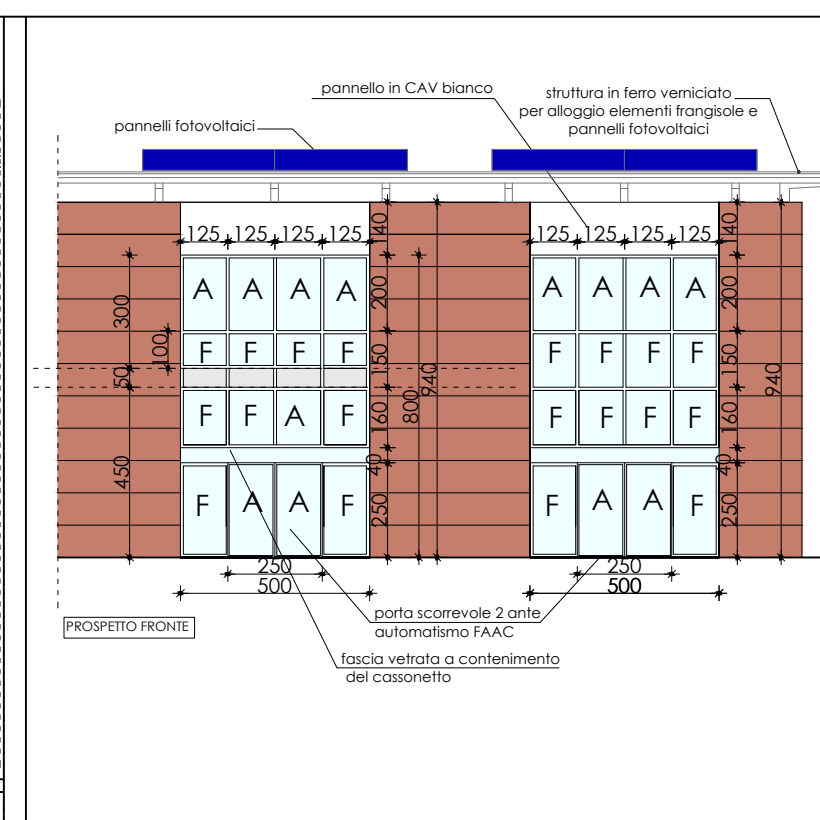 pannello in CAV bianco
struttura in ferro verniciato
per alloggio elementi frangisole e
pannelli fotovoltaici
pannelli fotovoltaici
125 125 125 125
140
125 125 125 125
140
A A A A
200
A A A A
200
300
100
F F F F
150
F F F F
150
50
940
800
940
F F A F
160
F F F F
160
450
40
40
F A A F
250
F A A F
250
250
500
250
500
porta scorrevole 2 ante
automatismo FAAC
PROSPETTO FRONTE
fascia vetrata a contenimento
del cassonetto